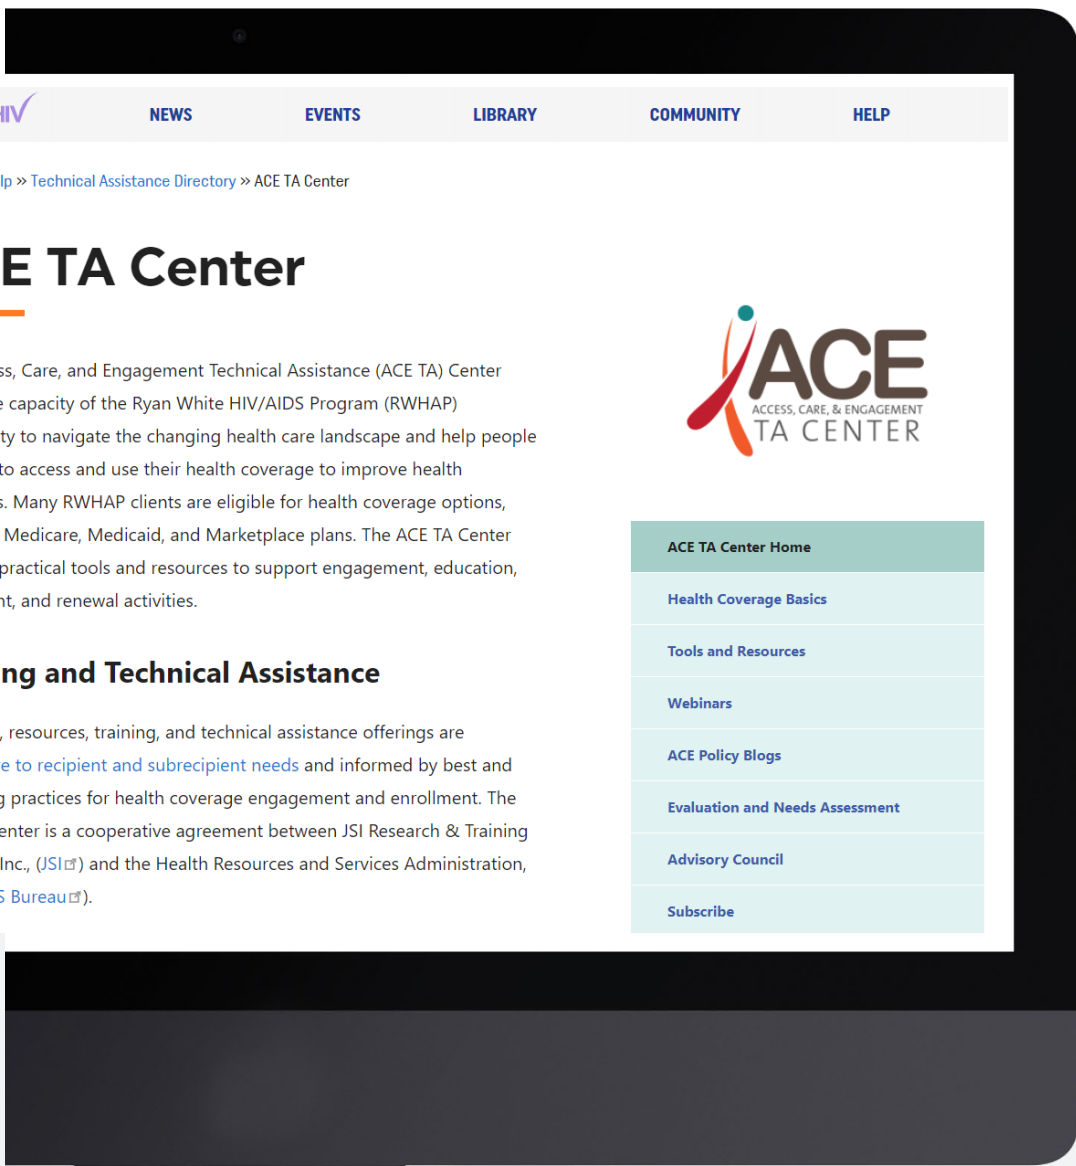 HIV
NEWS
EVENTS
LIBRARY
COMMUNITY
HELP
lp » Technical Assistance Directory » ACE TA Center
E TA Center
ss, Care, and Engagement Technical Assistance (ACE TA) Center
e capacity of the Ryan White HIV/AIDS Program (RWHAP)
ty to navigate the changing health care landscape and help people
to access and use their health coverage to improve health
s. Many RWHAP clients are eligible for health coverage options,
Medicare, Medicaid, and Marketplace plans. The ACE TA Center
practical tools and resources to support engagement, education,
nt, and renewal activities.
ng and Technical Assistance
, resources, training, and technical assistance offerings are
e to recipient and subrecipient needs and informed by best and
g practices for health coverage engagement and enrollment. The
enter is a cooperative agreement between JSI Research & Training
Inc., (JSI) and the Health Resources and Services Administration,
S Bureau).
ACE
ACCESS, CARE, & ENGAGEMENT
TA CENTER
ACE TA Center Home
Health Coverage Basics
Tools and Resources
Webinars
ACE Policy Blogs
Evaluation and Needs Assessment
Advisory Council
Subscribe